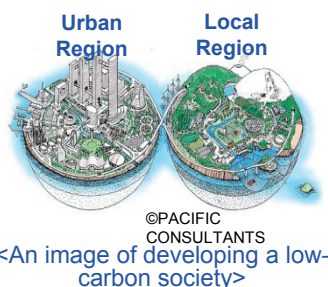 Urban
Region
Local
Region
©PACIFIC
CONSULTANTS
<An image of developing a low-
carbon society>